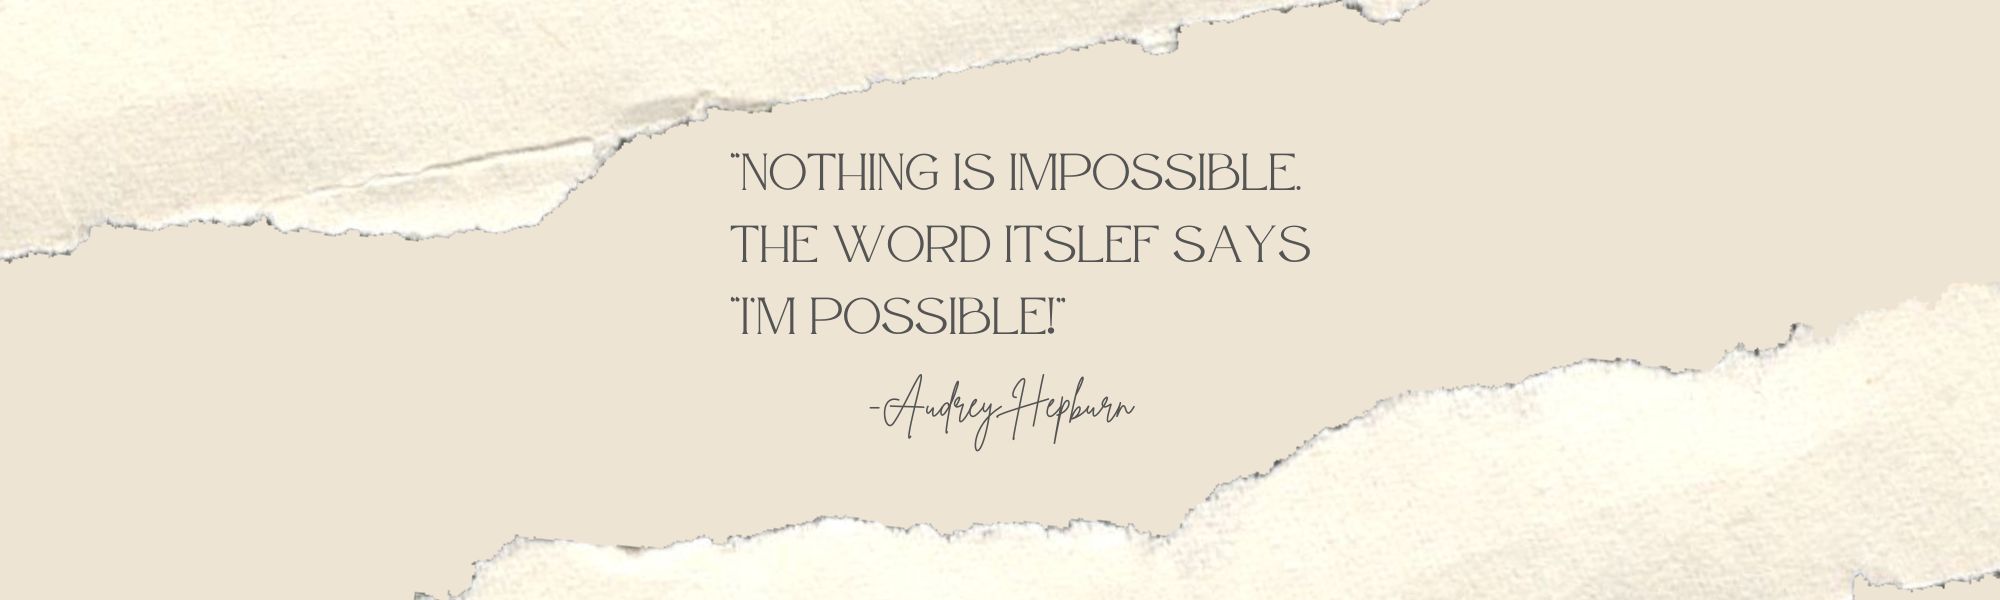 "NOTHING IS IMPOSSIBLE.
THE WORD ITSLEF SAYS
"I'M POSSIBLE!"
-Audrey Hepburn